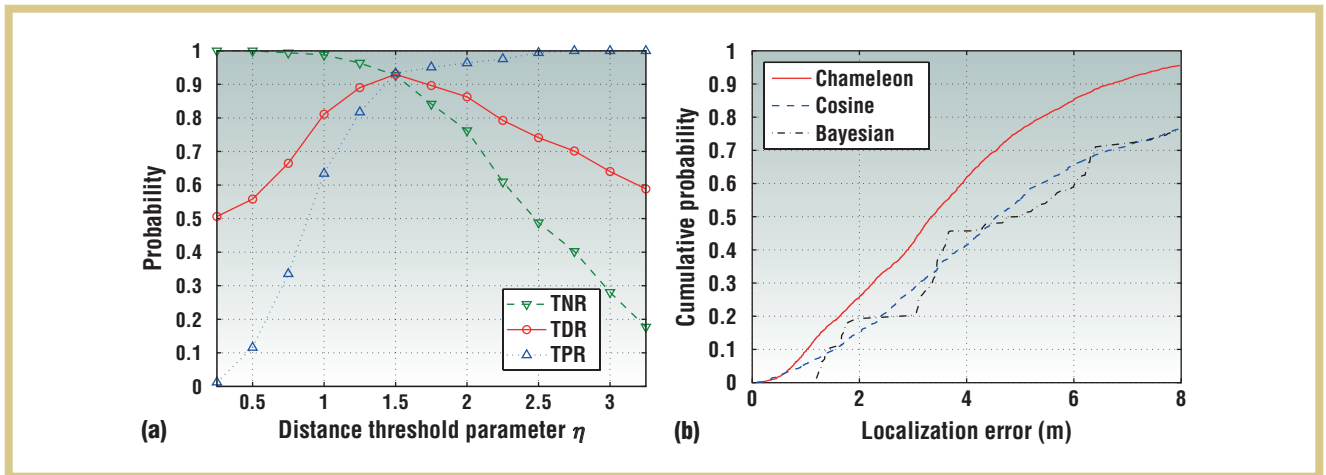 1
0.9
0.8
0.7
0.6
0.5
0.4
0.3
0.2
0.1
0
Probability
TNR
TDR
TPR
0.5 1 1.5 2 2.5 3
(a) Distance threshold parameter η
1
0.9
0.8
0.7
0.6
0.5
0.4
0.3
0.2
0.1
0
Cumulative probability
Chameleon
Cosine
Bayesian
0 2 4 6 8
(b) Localization error (m)